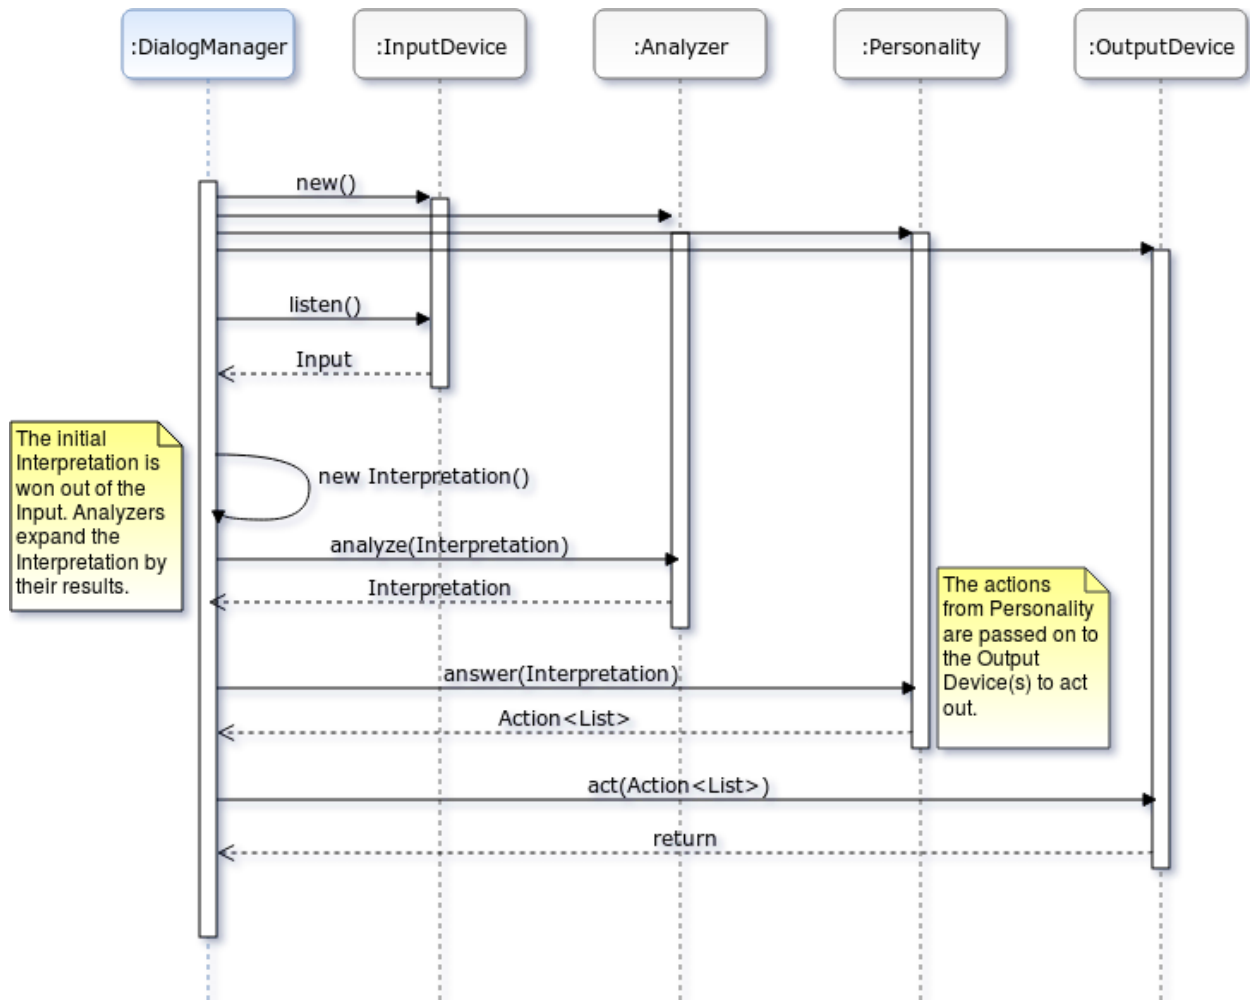 :DialogManager
:InputDevice
:Analyzer
:Personality
:OutputDevice
new()
listen()
Input
The initial
Interpretation is
won out of the
Input. Analyzers
expand the
Interpretation by
their results.
new Interpretation()
analyze(Interpretation)
Interpretation
The actions
from Personality
are passed on to
the Output
Device(s) to act
out.
answer(Interpretation)
Action<List>
act(Action<List>)
return